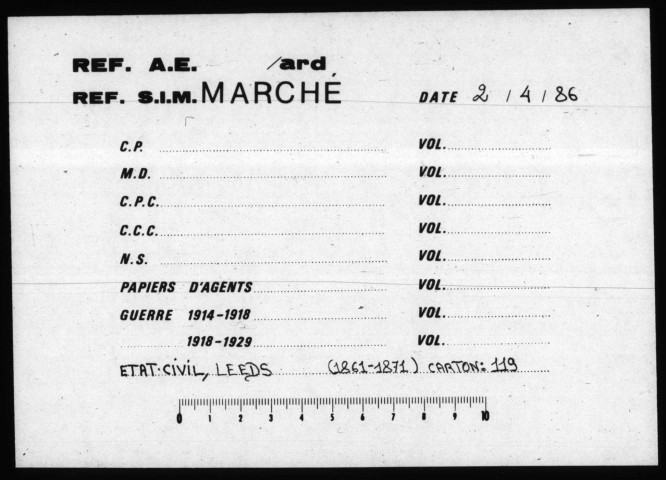 REF. A.E. /ard
REF. S.I.M. MARCHÉ DATE 2 / 4 / 86
C.P. VOL.
M.D. VOL.
C.P.C. VOL.
C.C.C. VOL.
N.S. VOL.
PAPIERS D'AGENTS VOL.
GUERRE 1914-1918 VOL.
1918-1929 VOL.
ETAT-CIVIL, LEEDS (1861-1871) CARTON: 119
0 1 2 3 4 5 6 7 8 9 10